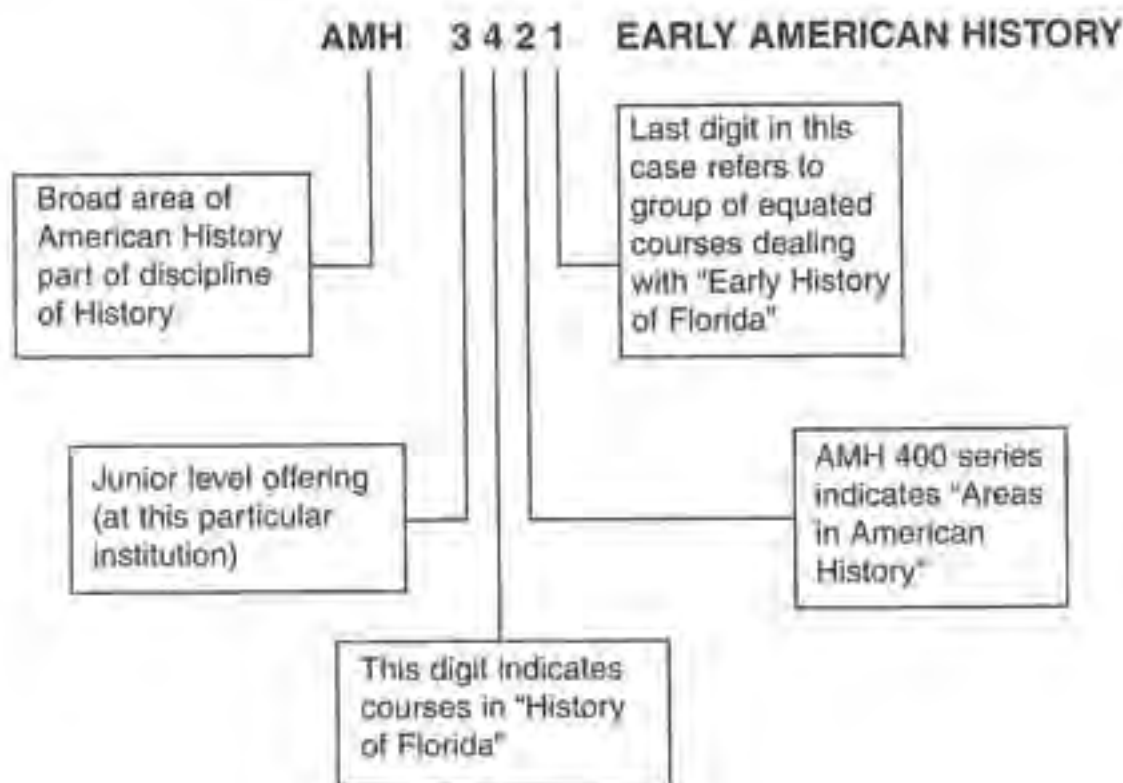 AMH 3 4 2 1 EARLY AMERICAN HISTORY
Broad area of
American History
part of discipline
of History
Last digit in this
case refers to
group of equated
courses dealing
with "Early History
of Florida"
Junior level offering
(at this particular
institution)
AMH 400 series
indicates "Areas
in American
History"
This digit indicates
courses in "History
of Florida"